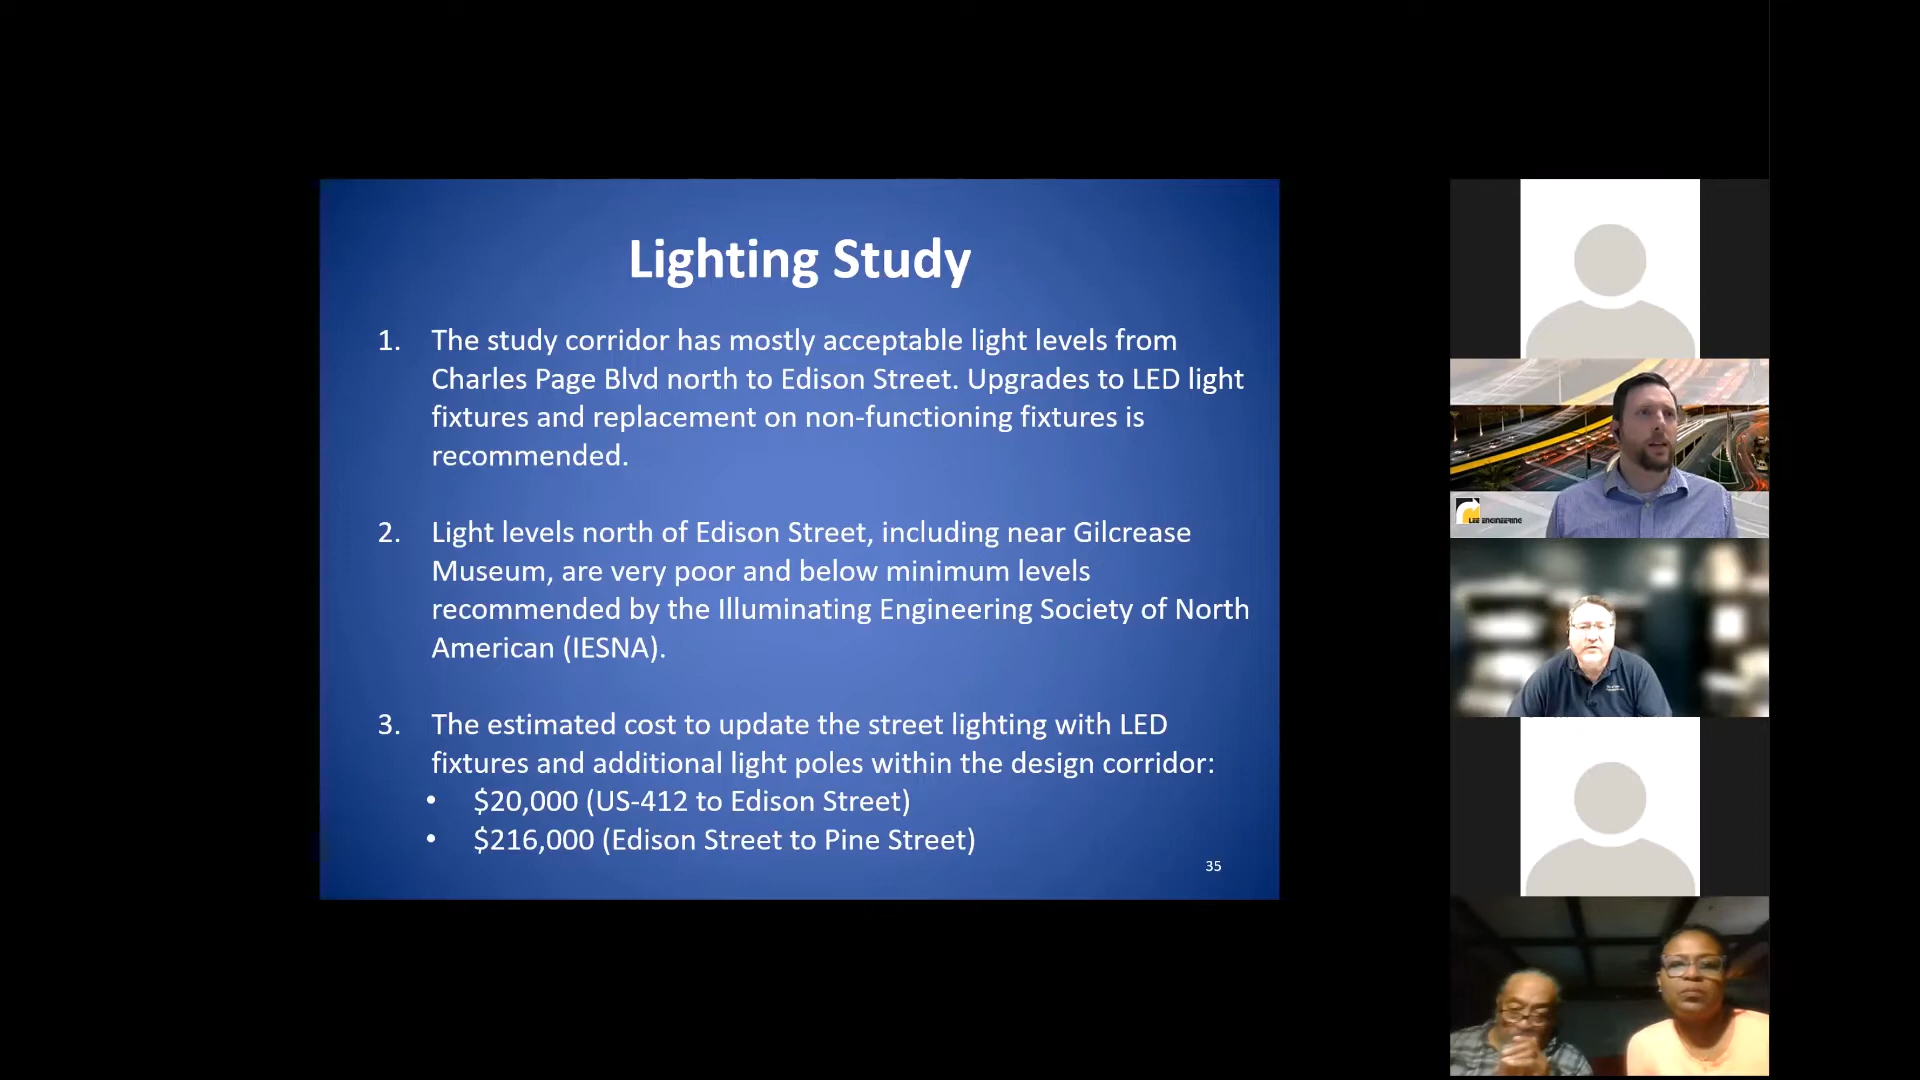 Lighting Study
1. The study corridor has mostly acceptable light levels from
Charles Page Blvd north to Edison Street. Upgrades to LED light
fixtures and replacement on non-functioning fixtures is
recommended.
2. Light levels north of Edison Street, including near Gilcrease
Museum, are very poor and below minimum levels
recommended by the Illuminating Engineering Society of North
American (IESNA).
3. The estimated cost to update the street lighting with LED
fixtures and additional light poles within the design corridor:
• $20,000 (US-412 to Edison Street)
• $216,000 (Edison Street to Pine Street)
35
LEE ENGINEERING